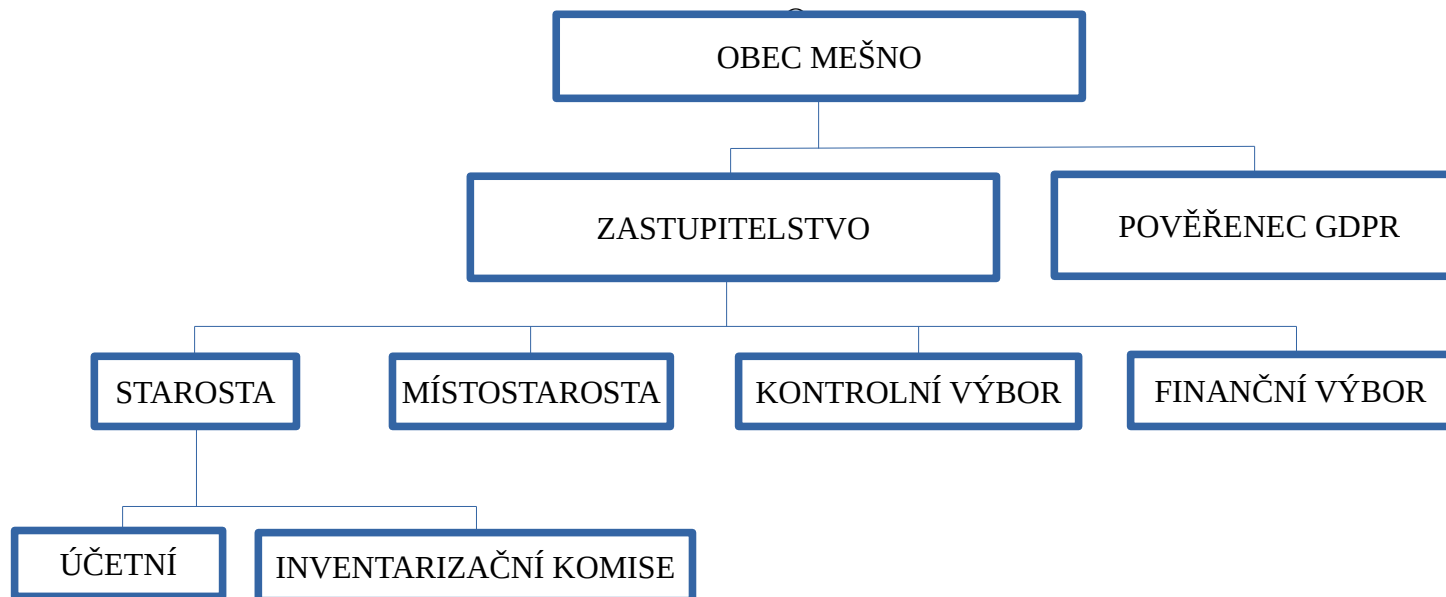 OBEC MEŠNO
ZASTUPITELSTVO
POVĚŘENEC GDPR
STAROSTA
MÍSTOSTAROSTA
KONTROLNÍ VÝBOR
FINANČNÍ VÝBOR
ÚČETNÍ
INVENTARIZAČNÍ KOMISE